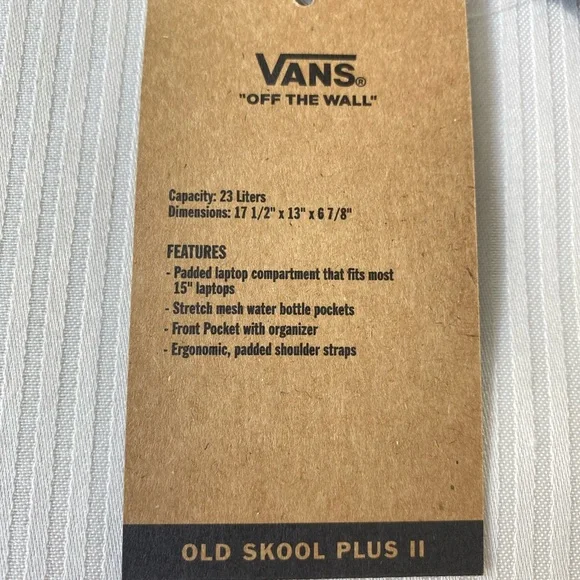 VANS®
"OFF THE WALL"
Capacity: 23 Liters
Dimensions: 17 1/2" x 13" x 6 7/8"
FEATURES
- Padded laptop compartment that fits most
15" laptops
- Stretch mesh water bottle pockets
- Front Pocket with organizer
- Ergonomic, padded shoulder straps
OLD SKOOL PLUS II